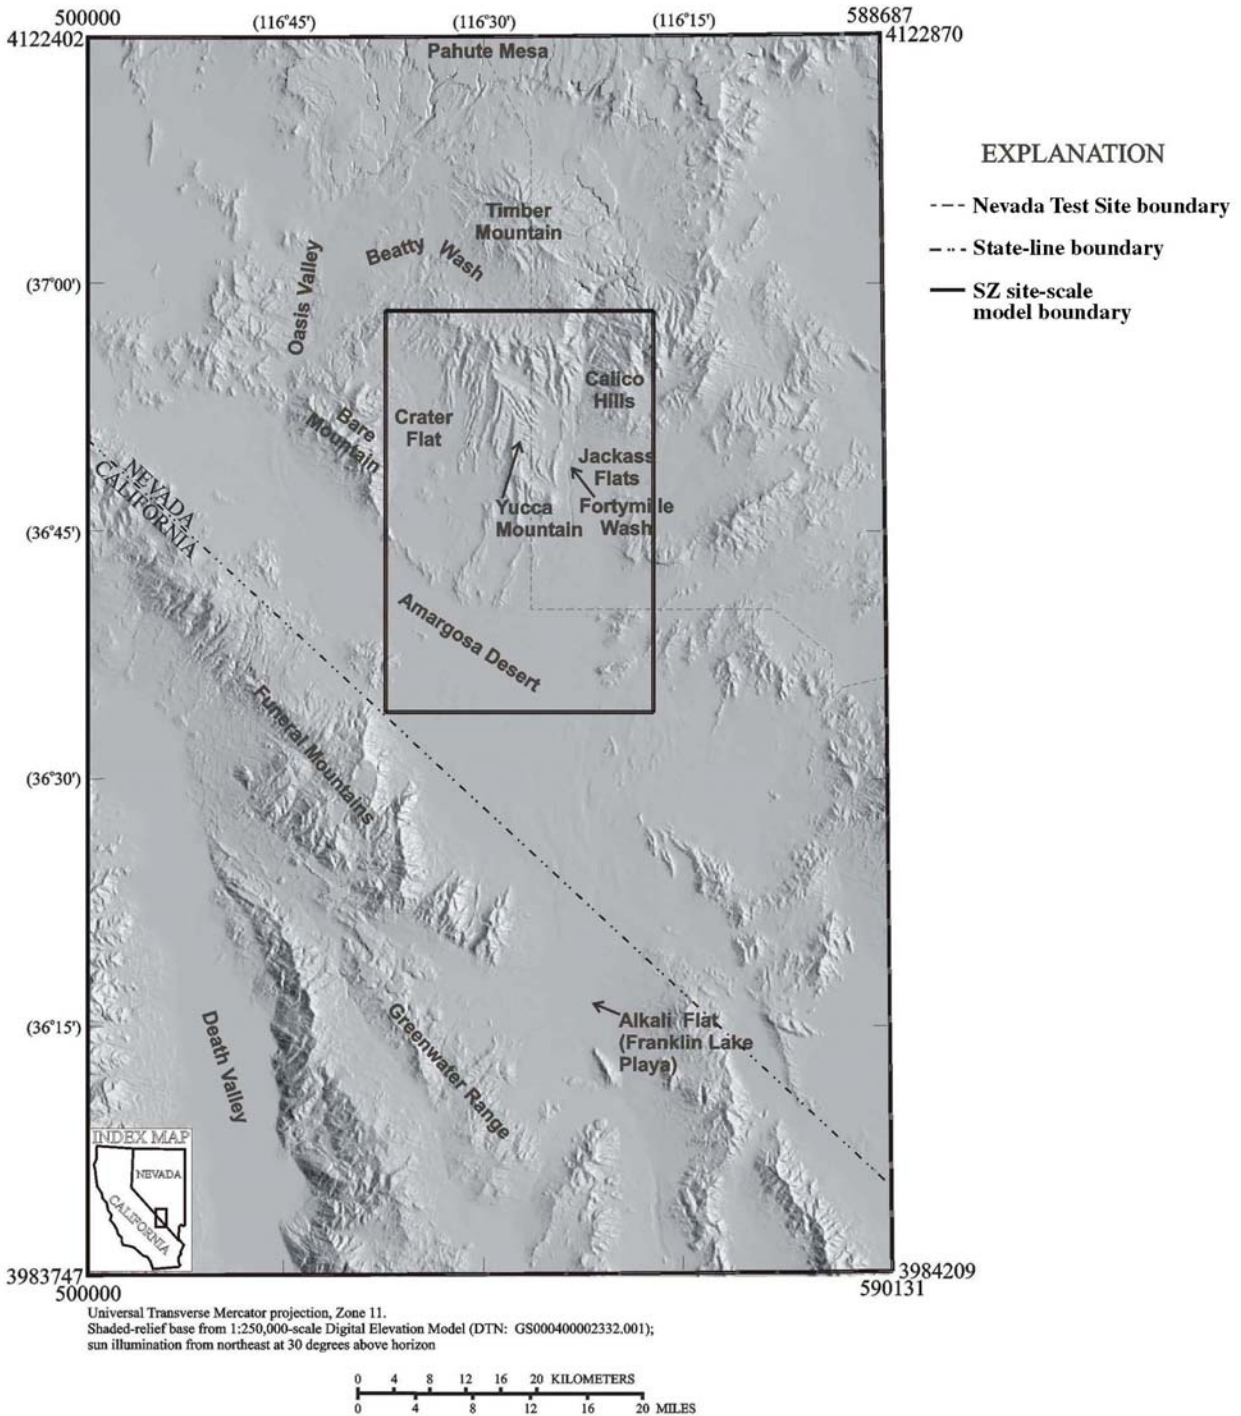 500000 (116°45') (116°30') (116°15') 588687
4122402 4122870
Pahute Mesa
EXPLANATION
Nevada Test Site boundary
State-line boundary
SZ site-scale
model boundary
Timber
Mountain
Beatty Wash
Oasis Valley
(37°00')
Calico
Hills
Crater
Flat
Bare
Mountain
Jackass
Flats
Yucca
Mountain
Fortymile
Wash
NEVADA
CALIFORNIA
(36°45')
Amargosa Desert
Funeral Mountains
(36°30')
(36°15')
Alkali Flat
(Franklin Lake
Playa)
Death Valley
Greenwater Range
INDEX MAP
NEVADA
CALIFORNIA
3983747 3984209
500000 590131
Universal Transverse Mercator projection, Zone 11.
Shaded-relief base from 1:250,000-scale Digital Elevation Model (DTN: GS000400002332.001);
sun illumination from northeast at 30 degrees above horizon
0 4 8 12 16 20 KILOMETERS
0 4 8 12 16 20 MILES